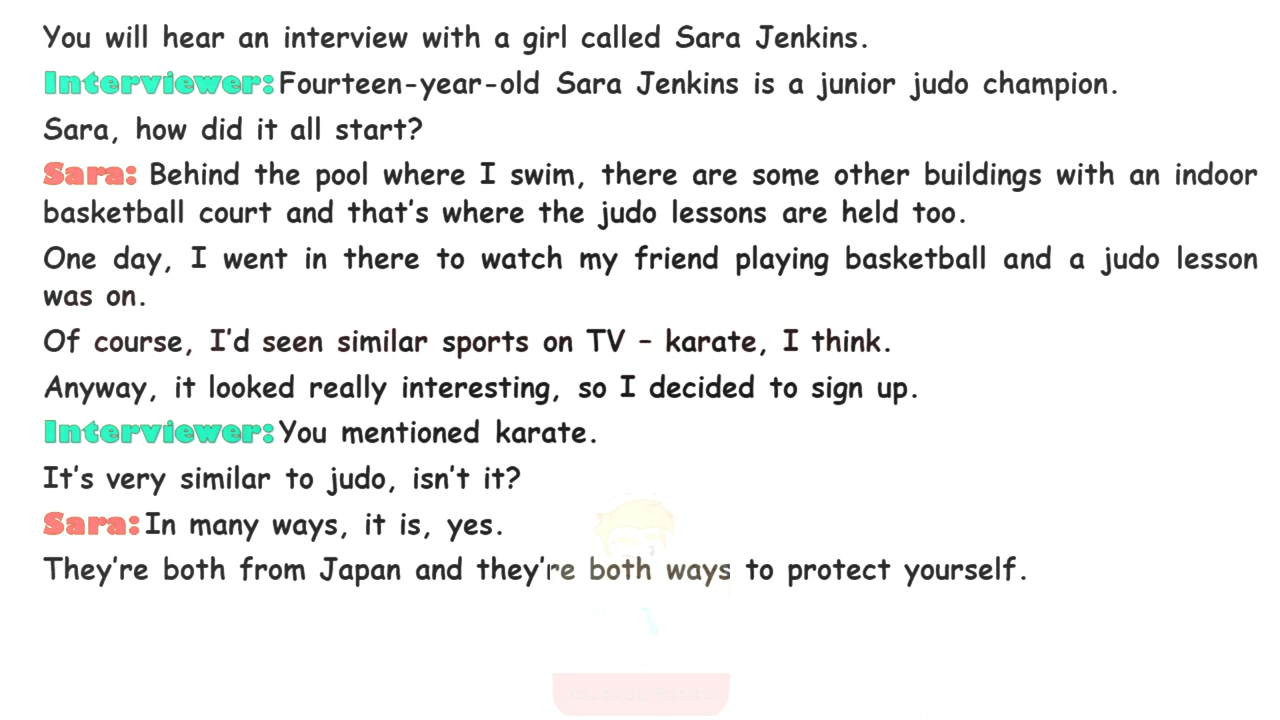 You will hear an interview with a girl called Sara Jenkins.
Interviewer: Fourteen-year-old Sara Jenkins is a junior judo champion.
Sara, how did it all start?
Sara: Behind the pool where I swim, there are some other buildings with an indoor
basketball court and that's where the judo lessons are held too.
One day, I went in there to watch my friend playing basketball and a judo lesson
was on.
Of course, I'd seen similar sports on TV – karate, I think.
Anyway, it looked really interesting, so I decided to sign up.
Interviewer: You mentioned karate.
It's very similar to judo, isn't it?
Sara: In many ways, it is, yes.
They're both from Japan and they're both ways to protect yourself.